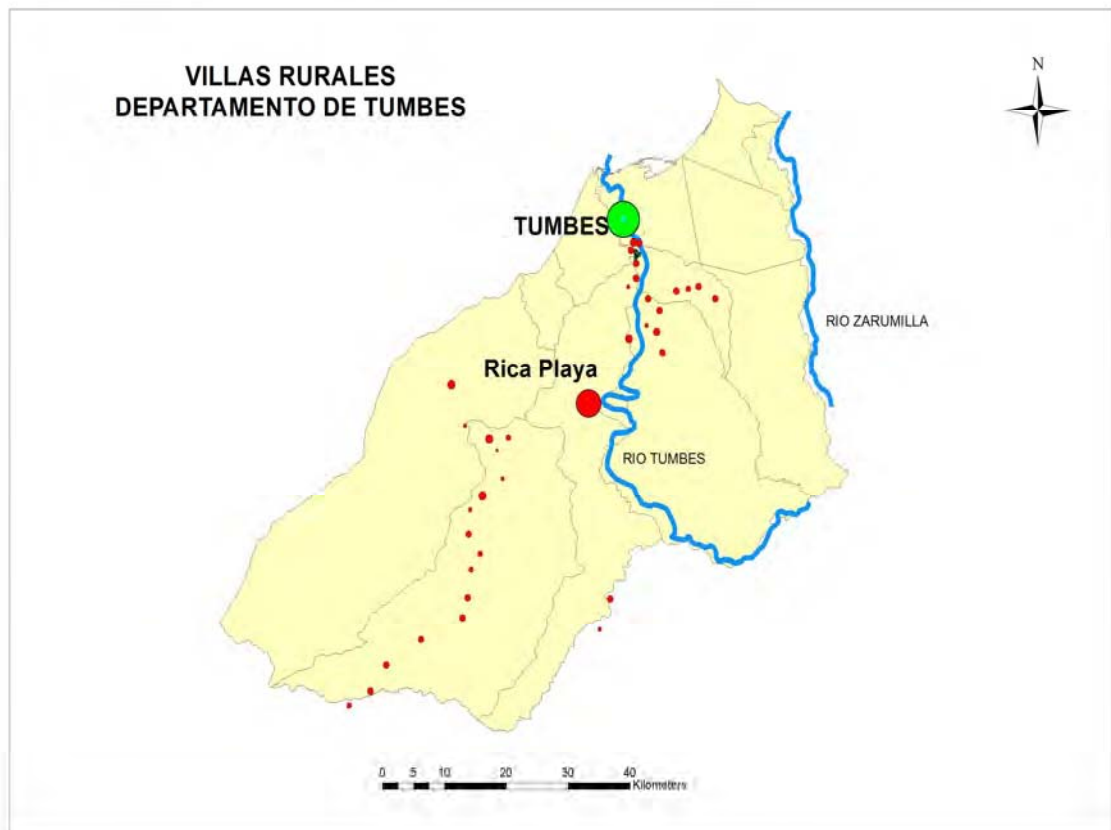 VILLAS RURALES
DEPARTAMENTO DE TUMBES
N
TUMBES
RIO ZARUMILLA
Rica Playa
RIO TUMBES
0 5 10 20 30 40
Kilometers